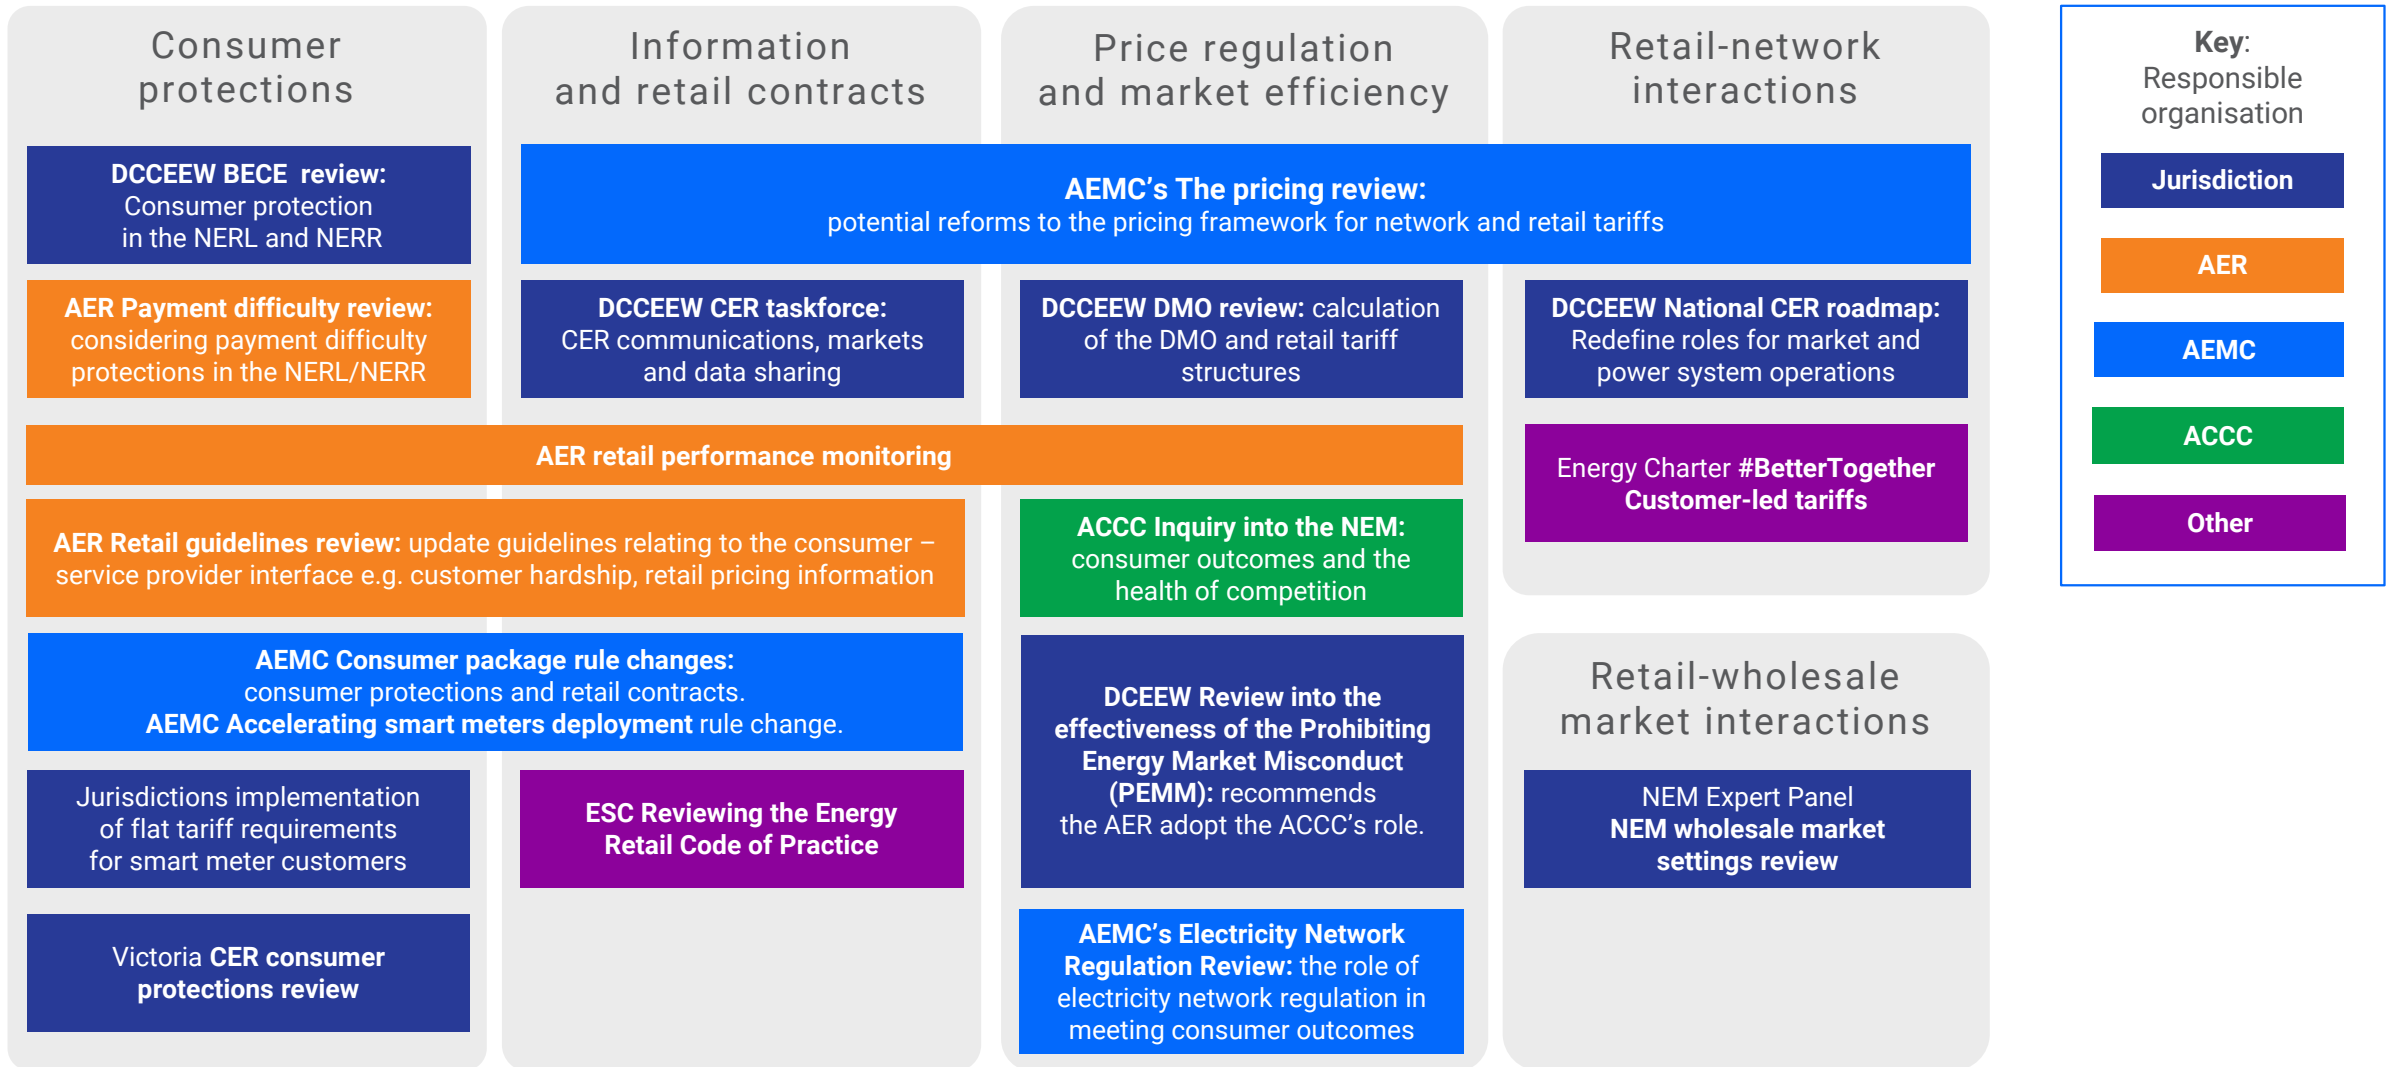 Consumer
protections
Information
and retail contracts
Price regulation
and market efficiency
Retail-network
interactions
Key:
Responsible
organisation
Jurisdiction
AER
AEMC
ACCC
Other
DCCEEW BECE  review:
Consumer protection
in the NERL and NERR
AEMC’s The pricing review:
potential reforms to the pricing framework for network and retail tariffs
AER Payment difficulty review:
considering payment difficulty
protections in the NERL/NERR
DCCEEW CER taskforce:
CER communications, markets
and data sharing
DCCEEW DMO review: calculation
of the DMO and retail tariff
structures
DCCEEW National CER roadmap:
Redefine roles for market and
power system operations
AER retail performance monitoring
Energy Charter #BetterTogether
Customer-led tariffs
AER Retail guidelines review: update guidelines relating to the consumer –
service provider interface e.g. customer hardship, retail pricing information
ACCC Inquiry into the NEM:
consumer outcomes and the
health of competition
AEMC Consumer package rule changes:
consumer protections and retail contracts.
AEMC Accelerating smart meters deployment rule change.
DCEEW Review into the
effectiveness of the Prohibiting
Energy Market Misconduct
(PEMM): recommends
the AER adopt the ACCC’s role.
Retail-wholesale
market interactions
Jurisdictions implementation
of flat tariff requirements
for smart meter customers
ESC Reviewing the Energy
Retail Code of Practice
NEM Expert Panel
NEM wholesale market
settings review
Victoria CER consumer
protections review
AEMC’s Electricity Network
Regulation Review: the role of
electricity network regulation in
meeting consumer outcomes